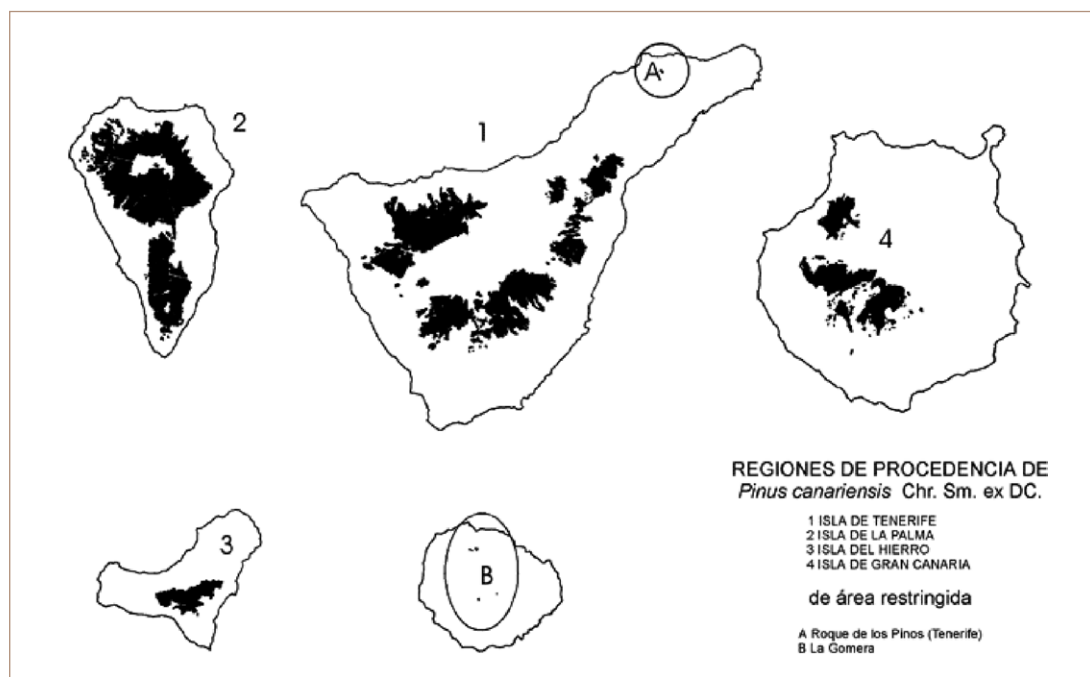 A
2
1
4
3
B
REGIONES DE PROCEDENCIA DE
Pinus canariensis Chr. Sm. ex DC.
1 ISLA DE TENERIFE
2 ISLA DE LA PALMA
3 ISLA DEL HIERRO
4 ISLA DE GRAN CANARIA
de área restringida
A Roque de los Pinos (Tenerife)
B La Gomera